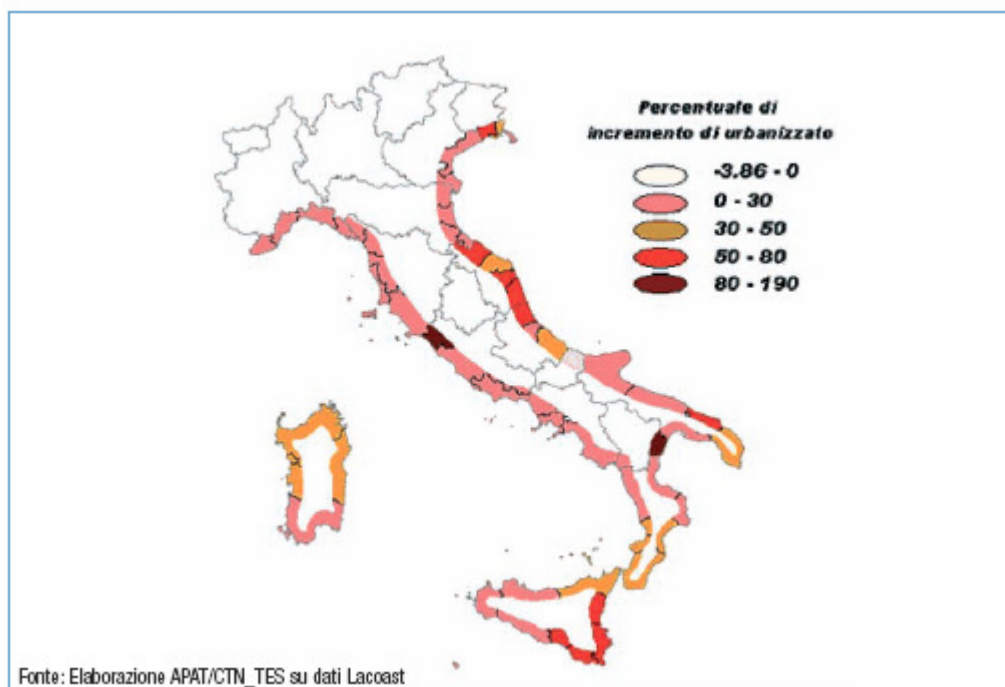 Percentuale di
incremento di urbanizzato
-3.86 - 0
0 - 30
30 - 50
50 - 80
80 - 190
Fonte: Elaborazione APAT/CTN_TES su dati Lacoast